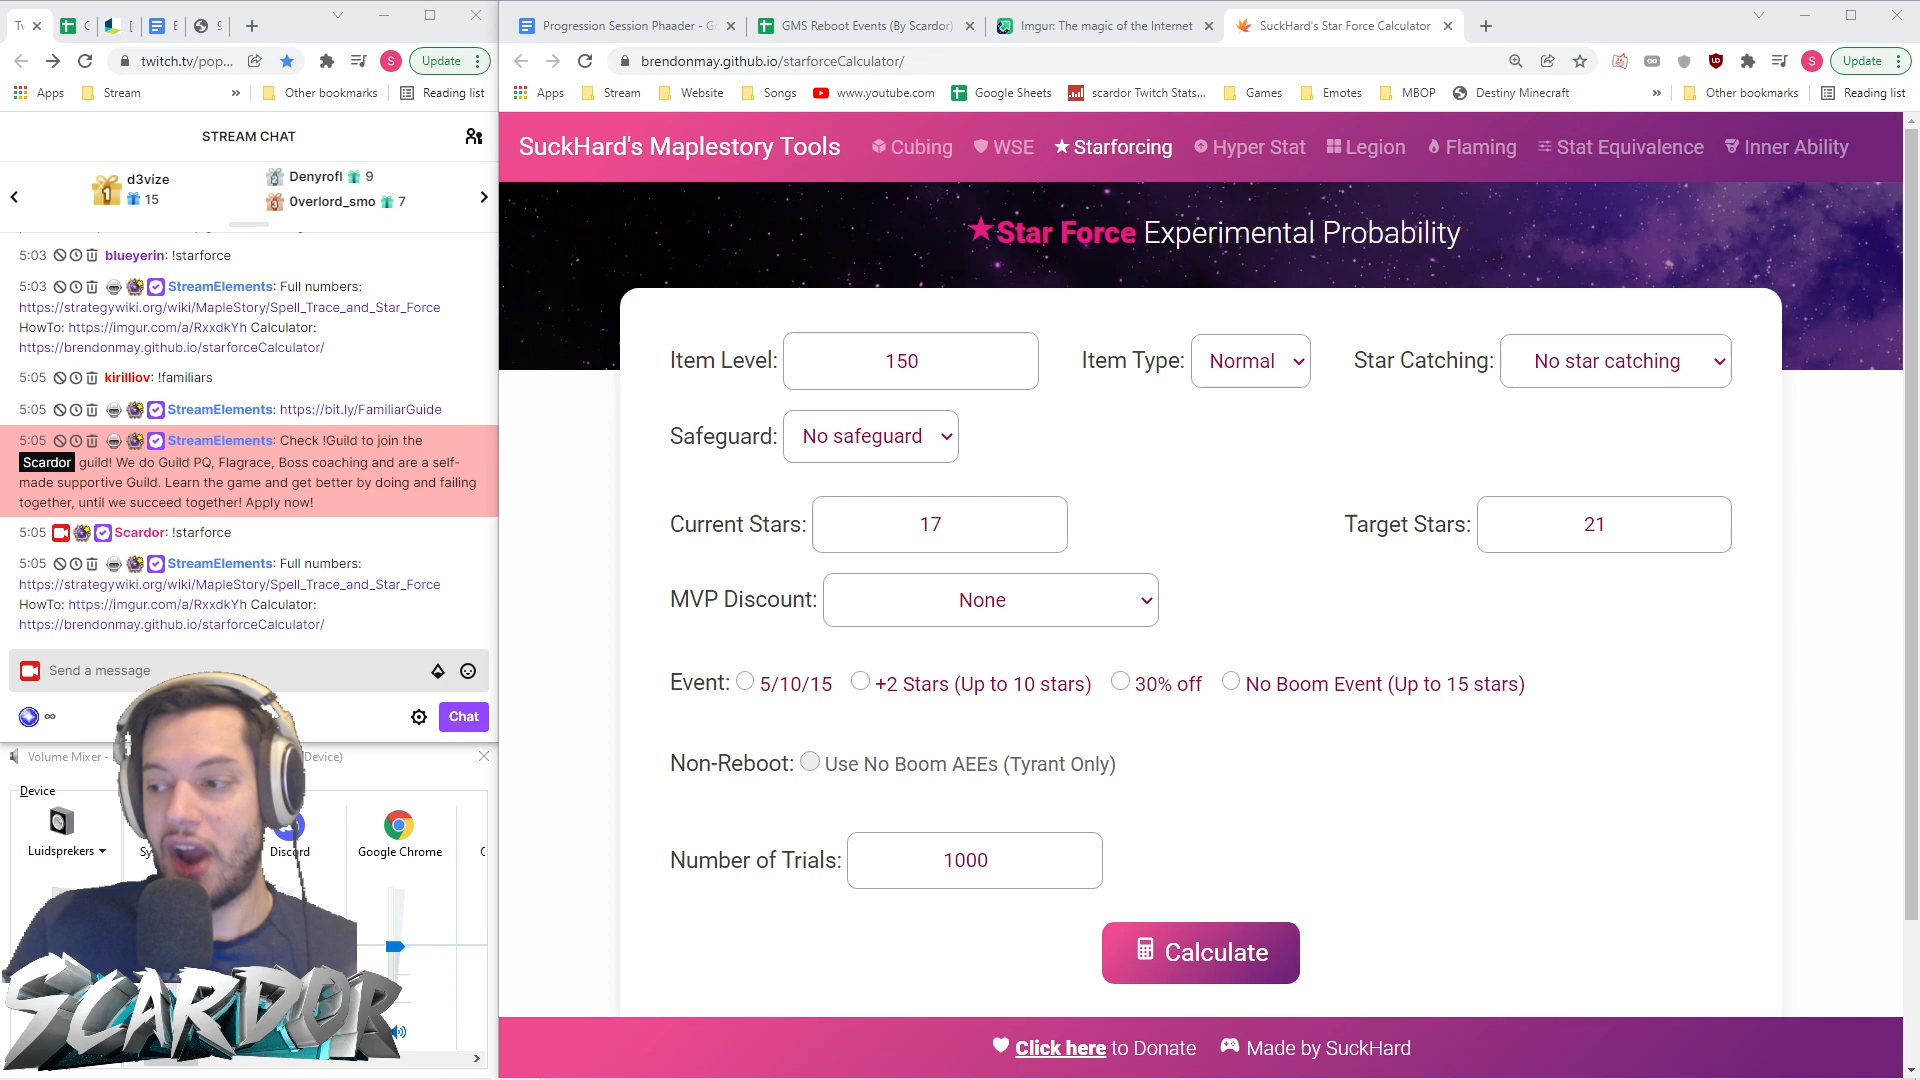 Progression Session Phaader - G
GMS Reboot Events (By Scardor)
Imgur: The magic of the Internet
SuckHard's Star Force Calculator
twitch.tv/pop...
S
Update
brendonmay.github.io/starforceCalculator/
S
Update
Apps
Stream
Other bookmarks
Reading list
Apps
Stream
Website
Songs
www.youtube.com
Google Sheets
scardor Twitch Stats...
Games
Emotes
MBOP
Destiny Minecraft
Other bookmarks
Reading list
STREAM CHAT
1
d3vize
15
Denyrofl 9
0verlord_smo 7
5:03 blueyerin: !starforce
5:03 StreamElements: Full numbers:
https://strategywiki.org/wiki/MapleStory/Spell_Trace_and_Star_Force
HowTo: https://imgur.com/a/RxxdkYh Calculator:
https://brendonmay.github.io/starforceCalculator/
5:05 kirilliov: !familiars
5:05 StreamElements: https://bit.ly/FamiliarGuide
5:05 StreamElements: Check !Guild to join the
Scardor guild! We do Guild PQ, Flagrace, Boss coaching and are a self-
made supportive Guild. Learn the game and get better by doing and failing
together, until we succeed together! Apply now!
5:05 Scardor: !starforce
5:05 StreamElements: Full numbers:
https://strategywiki.org/wiki/MapleStory/Spell_Trace_and_Star_Force
HowTo: https://imgur.com/a/RxxdkYh Calculator:
https://brendonmay.github.io/starforceCalculator/
Send a message
∞
Chat
Volume Mixer - Device)
Device
Luidsprekers
Sy
Discord
Google Chrome
SCARDOR
SuckHard's Maplestory Tools
Cubing
WSE
Starforcing
Hyper Stat
Legion
Flaming
Stat Equivalence
Inner Ability
Star Force Experimental Probability
Item Level: 150
Item Type: Normal
Star Catching: No star catching
Safeguard: No safeguard
Current Stars: 17
Target Stars: 21
MVP Discount: None
Event: 5/10/15 +2 Stars (Up to 10 stars) 30% off No Boom Event (Up to 15 stars)
Non-Reboot: Use No Boom AEEs (Tyrant Only)
Number of Trials: 1000
Calculate
Click here to Donate Made by SuckHard